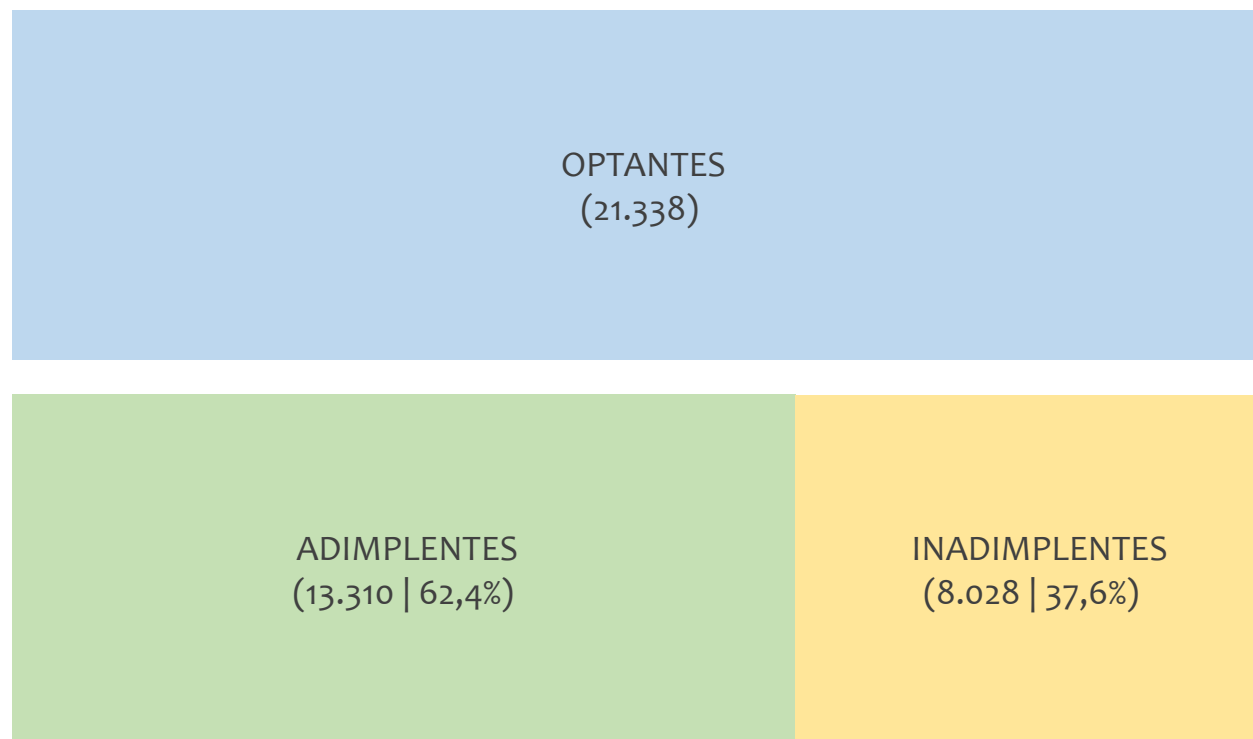 OPTANTES
(21.338)
ADIMPLENTES
(13.310 | 62,4%)
INADIMPLENTES
(8.028 | 37,6%)